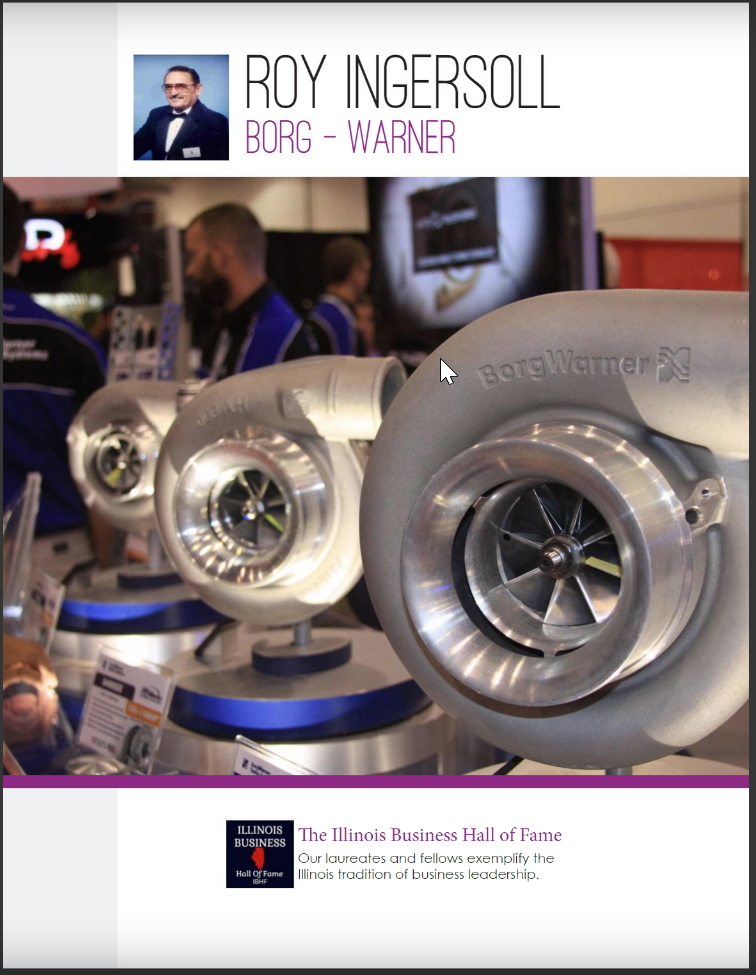 ROY INGERSOLL
BORG – WARNER
BorgWarner
ILLINOIS
BUSINESS
Hall Of Fame
IBHF
The Illinois Business Hall of Fame
Our laureates and fellows exemplify the
Illinois tradition of business leadership.